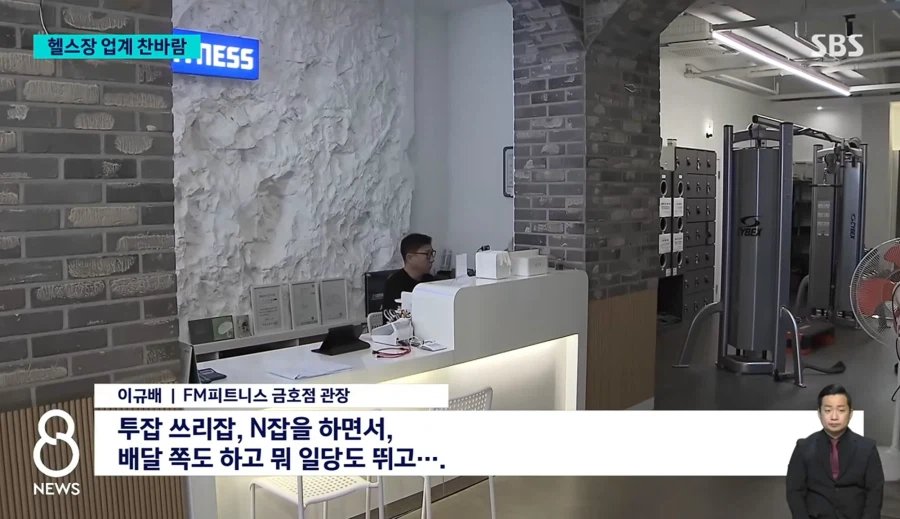 헬스장 업계 찬바람
SBS
TNESS
CYBEX
이규배 | FM피트니스 금호점 관장
투잡 쓰리잡, N잡을 하면서,
배달 쪽도 하고 뭐 일당도 뛰고….
8
NEWS